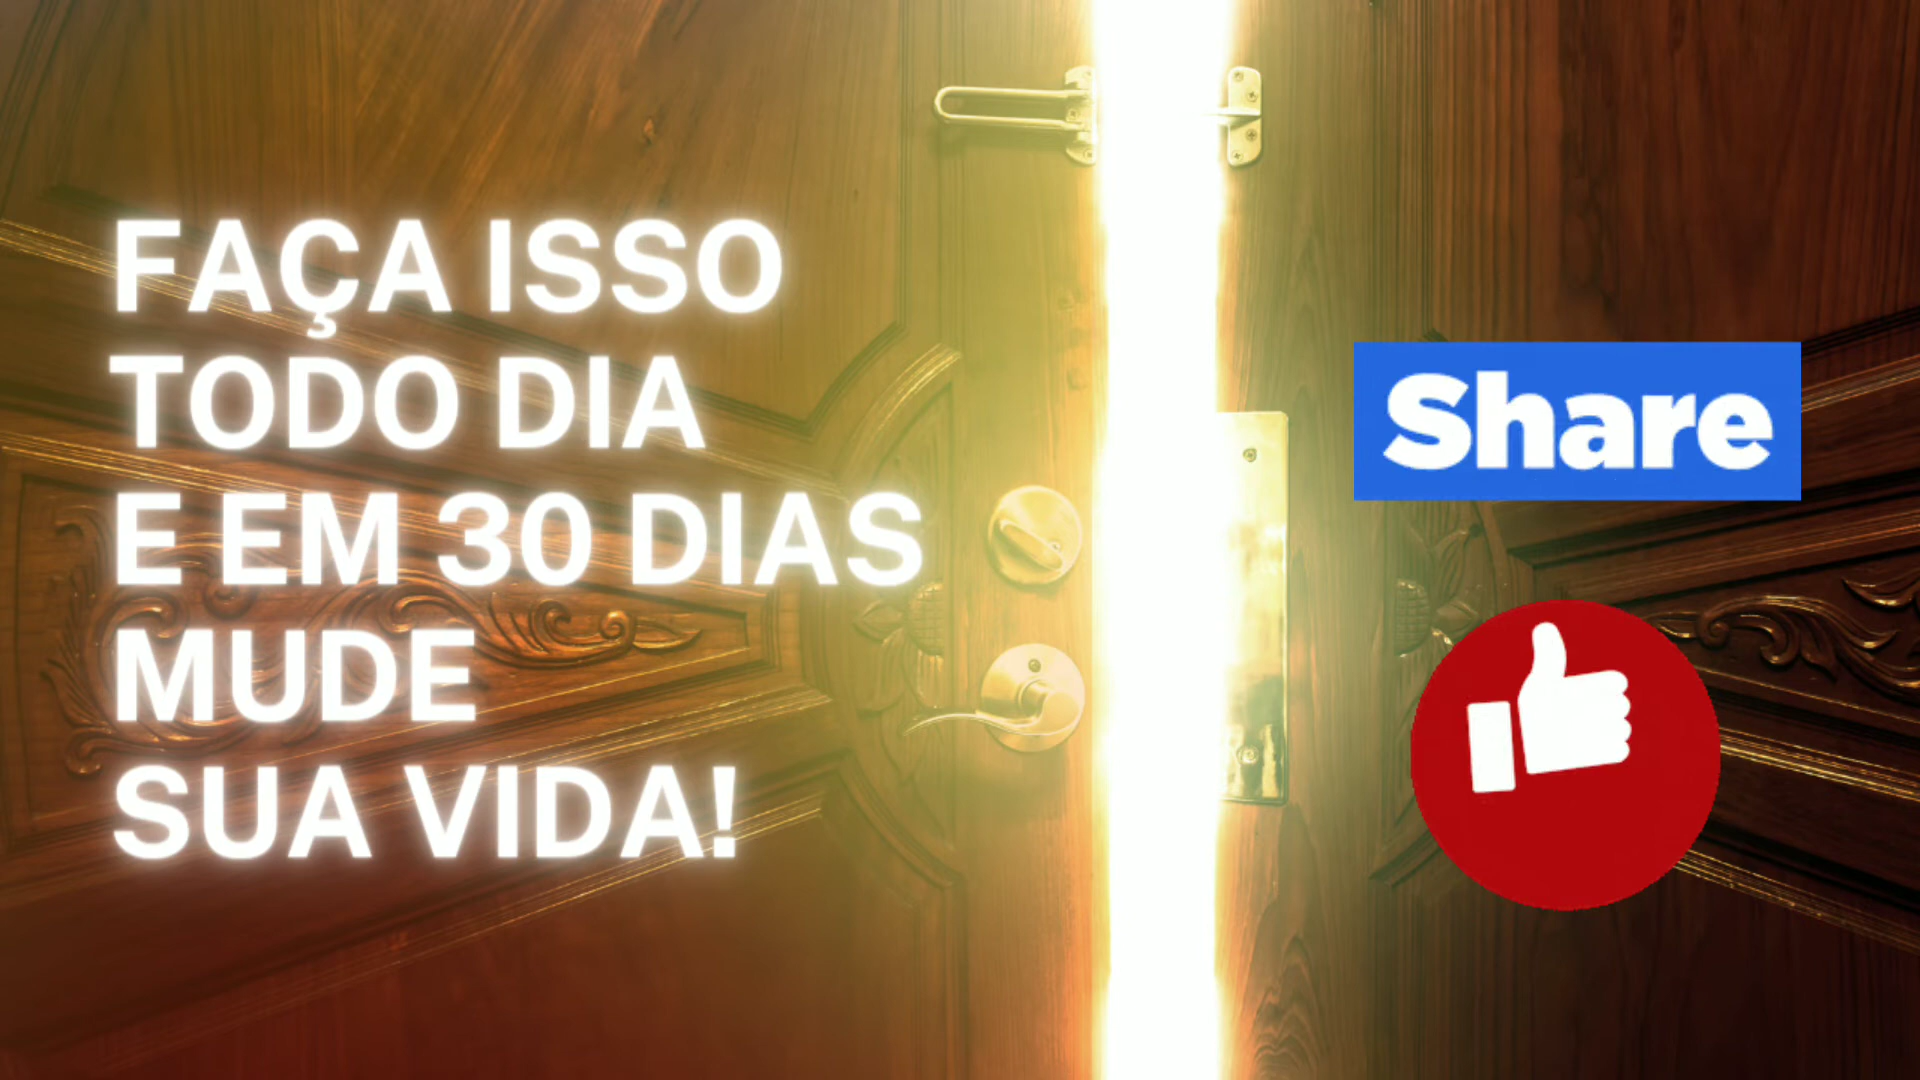 FAÇA ISSO
TODO DIA
E EM 30 DIAS
MUDE
SUA VIDA!
Share